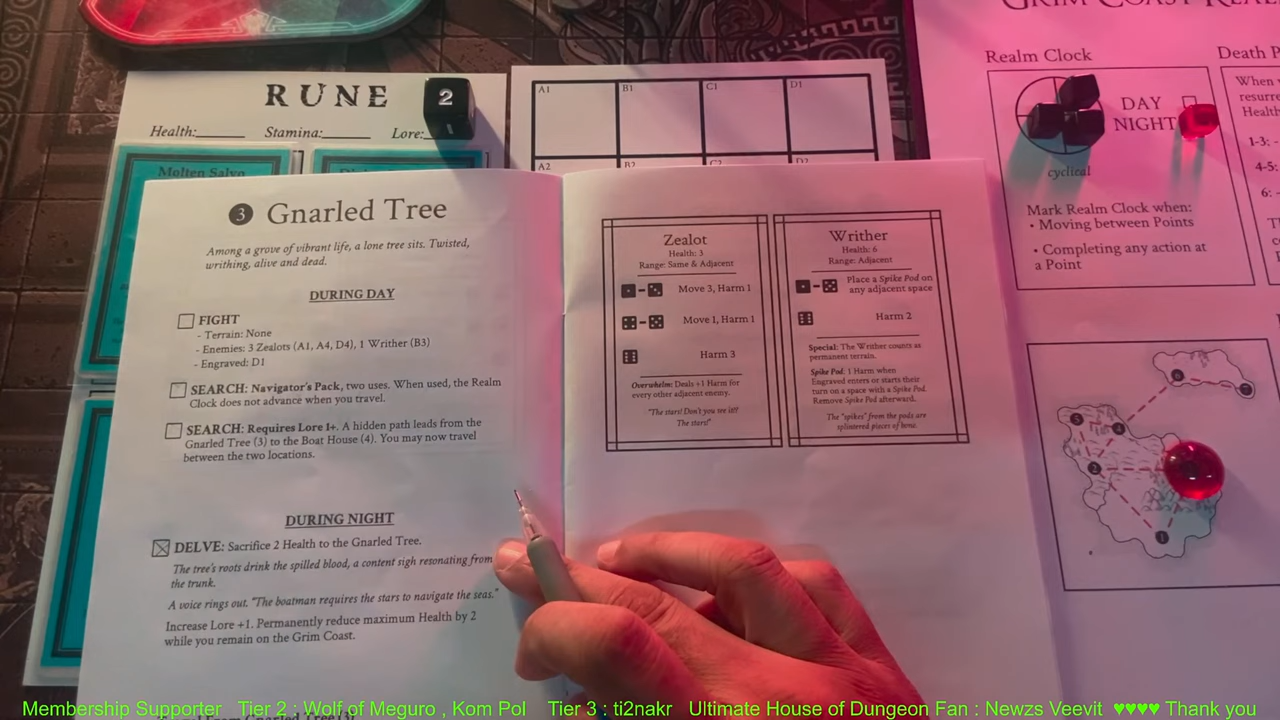 GRIM COAST
RUNE
2
Health:
Stamina:
Lore:
Molten Salvo
A1
B1
C1
D1
A2
B2
C2
D2
Realm Clock
DAY
NIGHT
cyclical
Mark Realm Clock when:
• Moving between Points
• Completing any action at
a Point
Death
When
Health
1-3: -
4-5:
6: -
3 Gnarled Tree
Among a grove of vibrant life, a lone tree sits. Twisted,
writhing, alive and dead.
DURING DAY
FIGHT
- Terrain: None
- Enemies: 3 Zealots (A1, A4, D4), 1 Writher (B3)
- Engraved: D1
SEARCH: Navigator's Pack, two uses. When used, the Realm
Clock does not advance when you travel.
SEARCH: Requires Lore 1+. A hidden path leads from the
Gnarled Tree (3) to the Boat House (4). You may now travel
between the two locations.
DURING NIGHT
DELVE: Sacrifice 2 Health to the Gnarled Tree.
The tree's roots drink the spilled blood, a content sigh resonating from
the trunk.
A voice rings out. "The boatman requires the stars to navigate the seas."
Increase Lore +1. Permanently reduce maximum Health by 2
while you remain on the Grim Coast.
Zealot
Health: 3
Range: Same & Adjacent
Move 3, Harm 1
Move 1, Harm 1
Harm 3
Overwhelm: Deals +1 Harm for
every other adjacent enemy.
"The stars! Don't you see it!?
The stars!"
Writher
Health: 6
Range: Adjacent
Place a Spike Pod on
any adjacent space
Harm 2
Special: The Writher counts as
permanent terrain.
Spike Pod: 1 Harm when
Engraved enters or starts their
turn on a space with a Spike Pod.
Remove Spike Pod afterward.
The "spikes" from the pods are
splintered pieces of bone.
6
7
5
4
2
1
Membership Supporter Tier 2 : Wolf of Meguro , Kom Pol Tier 3 : ti2nakr Ultimate House of Dungeon Fan : Newzs Veevit ♥♥♥♥ Thank you